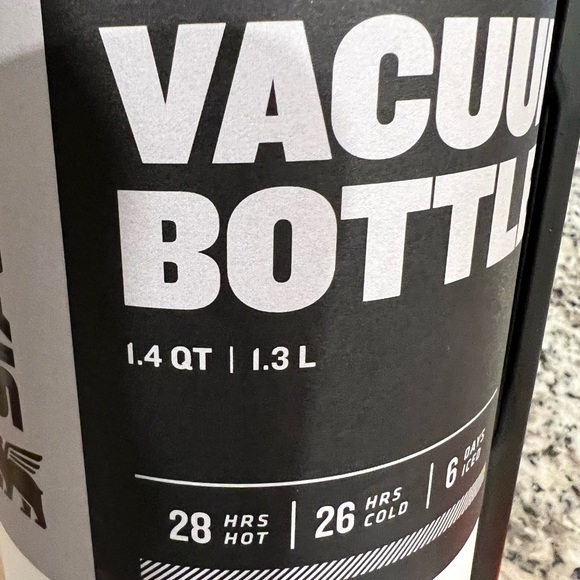 VACUU
BOTTL
1.4 QT | 1.3 L
28 HRS HOT | 26 HRS COLD | 6 DAYS ICED